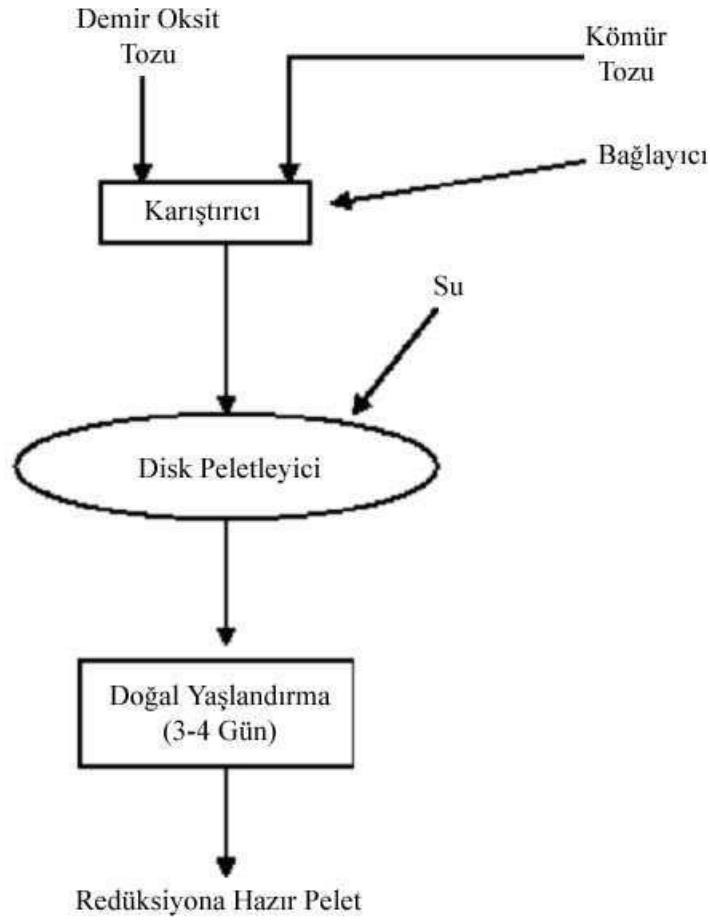 Demir Oksit
Tozu
Kömür
Tozu
Bağlayıcı
Karıştırıcı
Su
Disk Peletleyici
Doğal Yaşlandırma
(3-4 Gün)
Redüksiyona Hazır Pelet